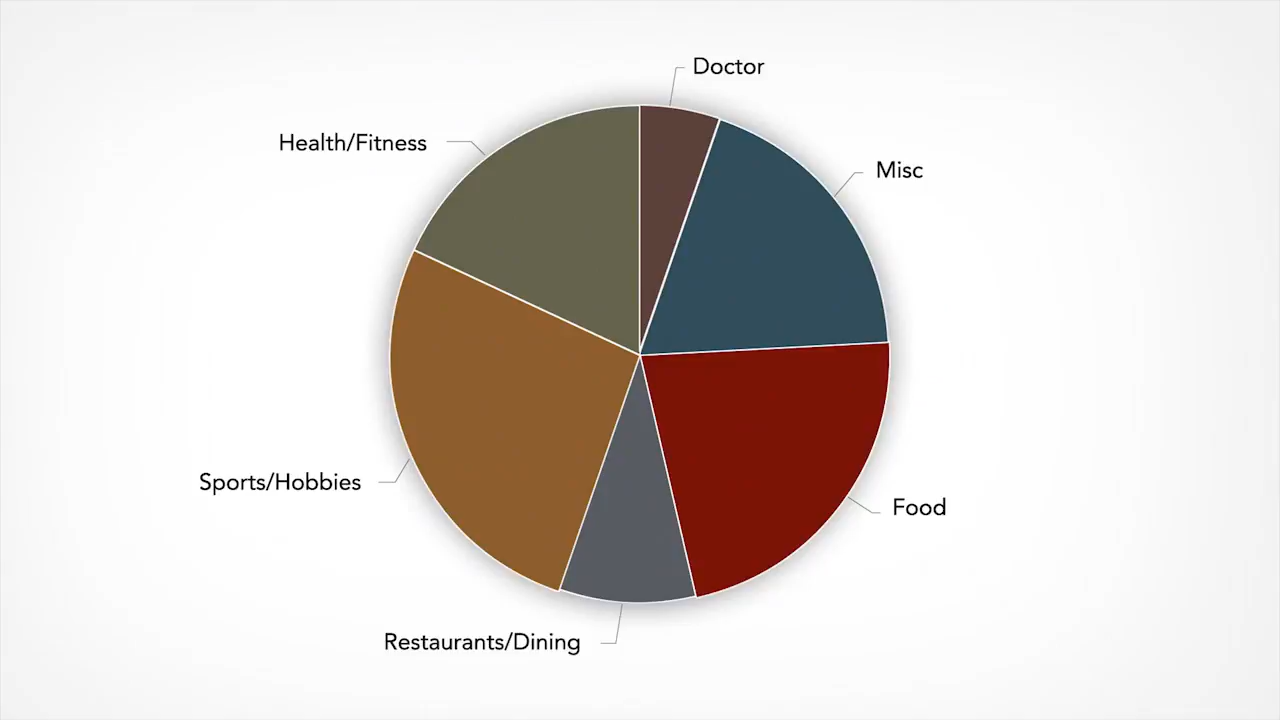 Doctor
Health/Fitness
Misc
Sports/Hobbies
Food
Restaurants/Dining